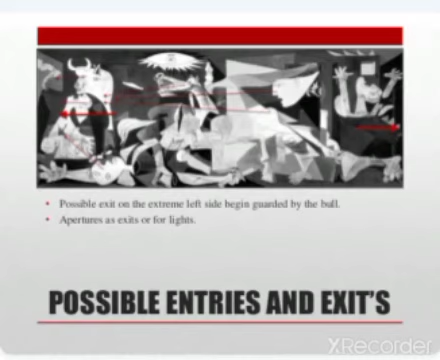 • Possible exit on the extreme left side begin guarded by the bull.
• Apertures as exits or for lights.
POSSIBLE ENTRIES AND EXIT'S
XRecorder